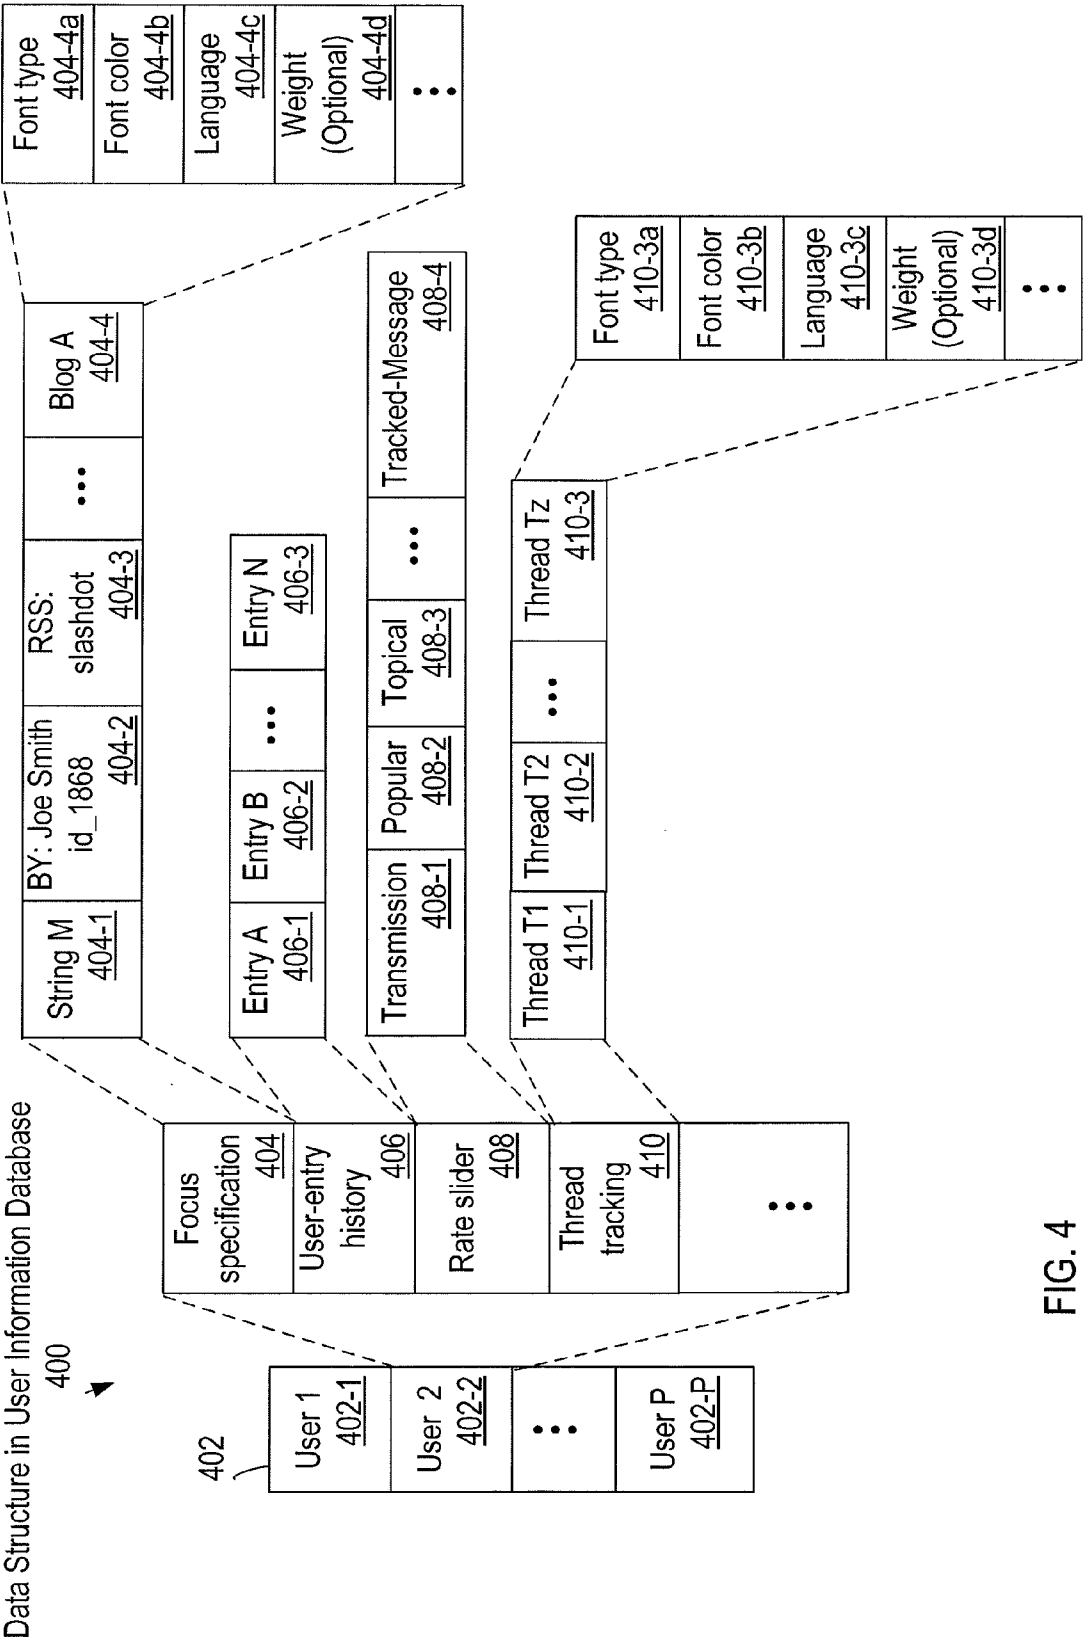 Data Structure in User Information Database
400
402
User 1
402-1
User 2
402-2
•••
User P
402-P
Focus
specification
404
User-entry
history
406
Rate slider
408
Thread
tracking
410
•••
String M
404-1
BY: Joe Smith
id_1868
404-2
RSS:
slashdot
404-3
•••
Blog A
404-4
Font type
404-4a
Font color
404-4b
Language
404-4c
Weight
(Optional)
404-4d
•••
Entry A
406-1
Entry B
406-2
•••
Entry N
406-3
Transmission
408-1
Popular
408-2
Topical
408-3
•••
Tracked-Message
408-4
Thread T1
410-1
Thread T2
410-2
•••
Thread Tz
410-3
Font type
410-3a
Font color
410-3b
Language
410-3c
Weight
(Optional)
410-3d
•••
FIG. 4